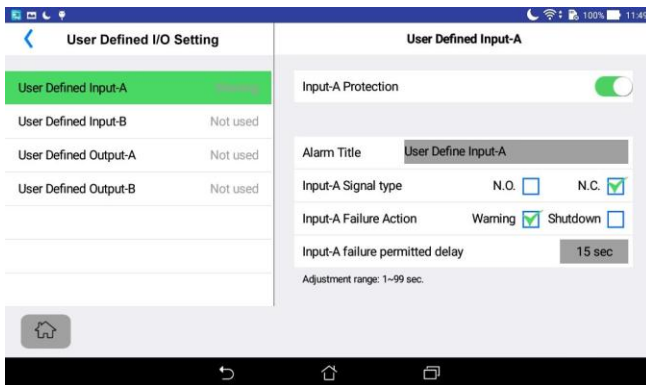 100% 11:49
User Defined I/O Setting
User Defined Input-A
User Defined Input-A
Input-A Protection
User Defined Input-B Not used
User Defined Output-A Not used
Alarm Title User Define Input-A
User Defined Output-B Not used
Input-A Signal type N.O. N.C.
Input-A Failure Action Warning Shutdown
Input-A failure permitted delay 15 sec
Adjustment range: 1~99 sec.